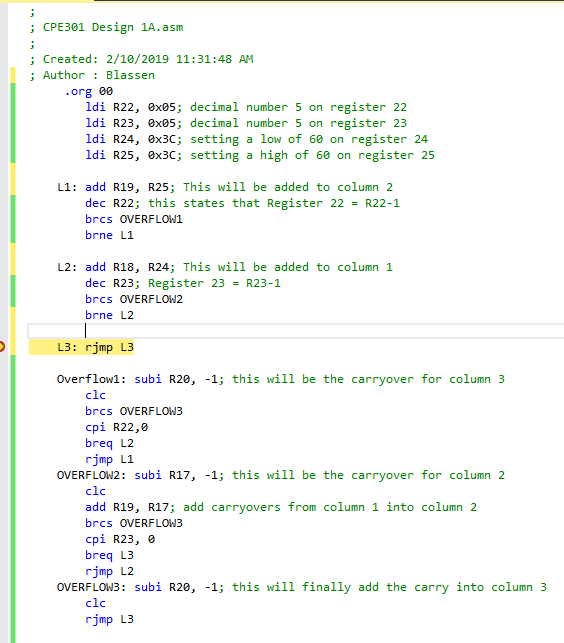 ;
; CPE301 Design 1A.asm
;
; Created: 2/10/2019 11:31:48 AM
; Author : Blassen
.org 00
ldi R22, 0x05; decimal number 5 on register 22
ldi R23, 0x05; decimal number 5 on register 23
ldi R24, 0x3C; setting a low of 60 on register 24
ldi R25, 0x3C; setting a high of 60 on register 25
L1: add R19, R25; This will be added to column 2
dec R22; this states that Register 22 = R22-1
brcs OVERFLOW1
brne L1
L2: add R18, R24; This will be added to column 1
dec R23; Register 23 = R23-1
brcs OVERFLOW2
brne L2
L3: rjmp L3
Overflow1: subi R20, -1; this will be the carryover for column 3
clc
brcs OVERFLOW3
cpi R22,0
breq L2
rjmp L1
OVERFLOW2: subi R17, -1; this will be the carryover for column 2
clc
add R19, R17; add carryovers from column 1 into column 2
brcs OVERFLOW3
cpi R23, 0
breq L3
rjmp L2
OVERFLOW3: subi R20, -1; this will finally add the carry into column 3
clc
rjmp L3